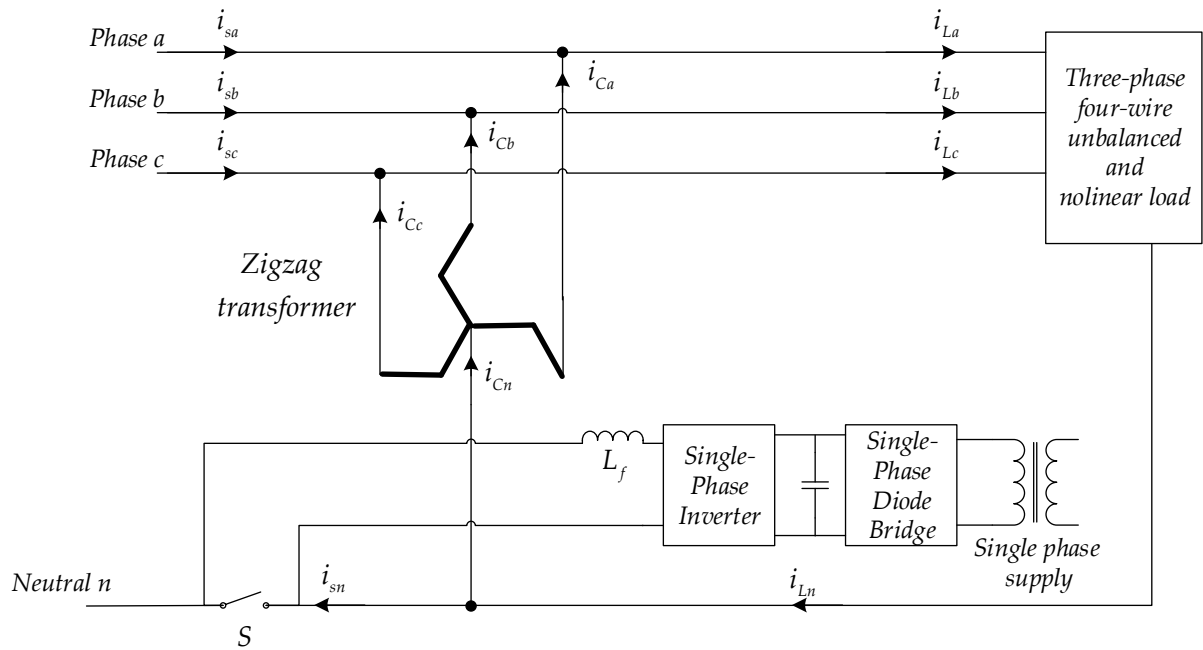 Phase a
i_sa
i_La
i_Ca
Phase b
i_sb
i_Lb
i_Cb
Phase c
i_sc
i_Lc
i_Cc
Three-phase
four-wire
unbalanced
and
nolinear load
Zigzag
transformer
i_Cn
L_f
Single-
Phase
Inverter
Single-
Phase
Diode
Bridge
Single phase
supply
Neutral n
i_sn
i_Ln
S